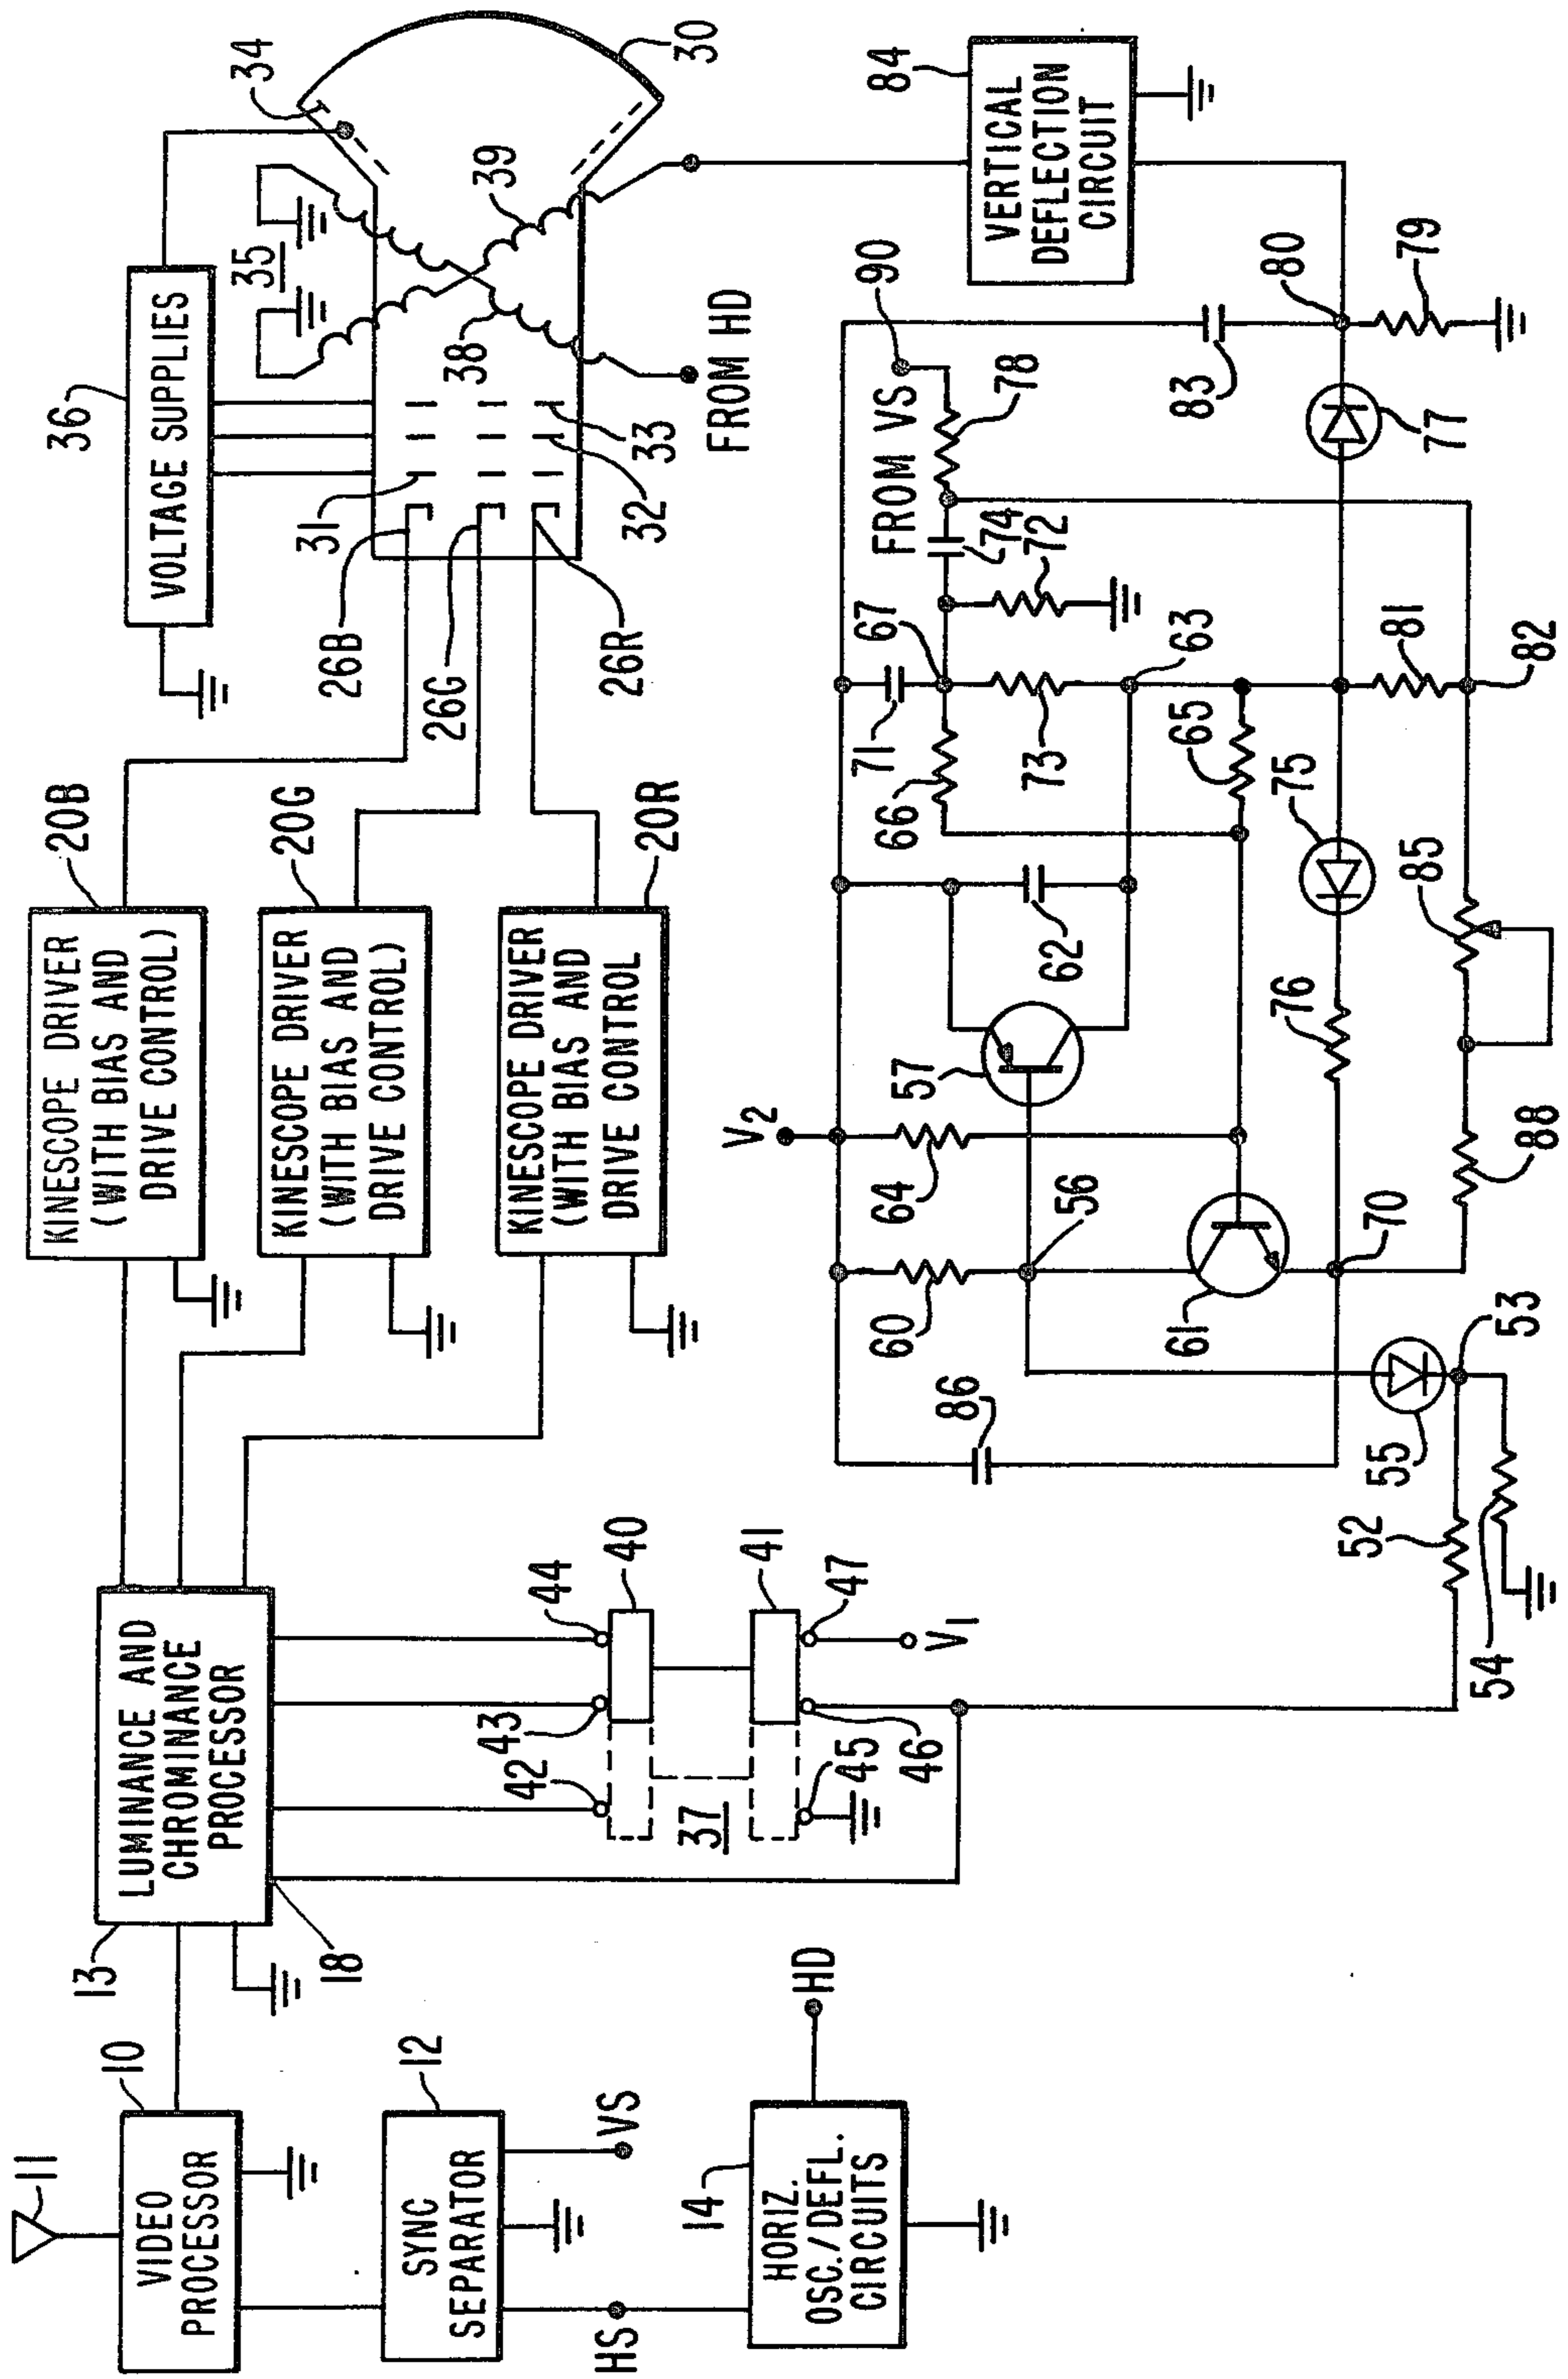 11
10
VIDEO
PROCESSOR
12
SYNC
SEPARATOR
VS
HS
14
HORIZ.
OSC./DEFL.
CIRCUITS
HD
13
LUMINANCE AND
CHROMINANCE
PROCESSOR
18
44
43
42
40
37
41
45
46
47
V1
KINESCOPE DRIVER
(WITH BIAS AND
DRIVE CONTROL)
20B
KINESCOPE DRIVER
(WITH BIAS AND
DRIVE CONTROL)
20G
KINESCOPE DRIVER
(WITH BIAS AND
DRIVE CONTROL
20R
36
VOLTAGE SUPPLIES
35
34
30
31
26B
26G
26R
32
33
38
39
FROM HD
84
VERTICAL
DEFLECTION
CIRCUIT
V2
86
60
64
57
62
71
67
66
73
74
72
FROM VS
90
78
83
80
79
63
65
56
61
70
76
75
77
81
82
85
88
55
53
52
54